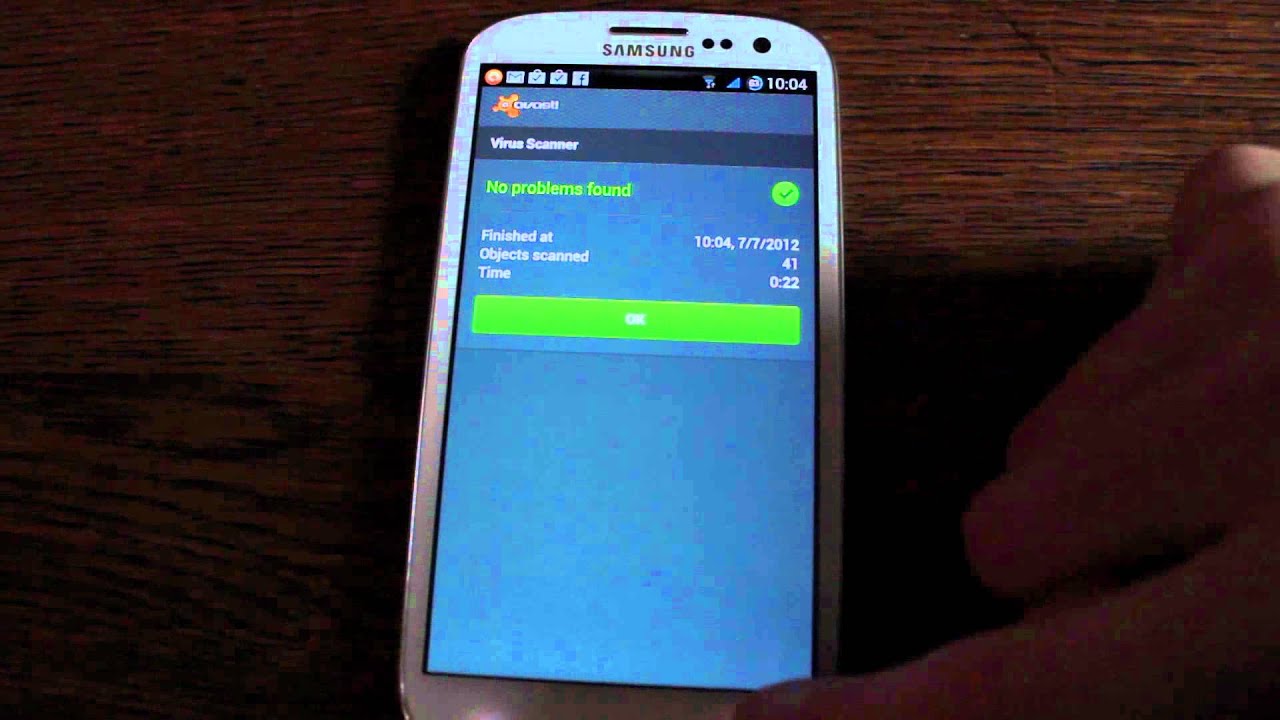 SAMSUNG
10:04
avast!
Virus Scanner
No problems found
Finished at 10:04, 7/7/2012
Objects scanned 41
Time 0:22
OK